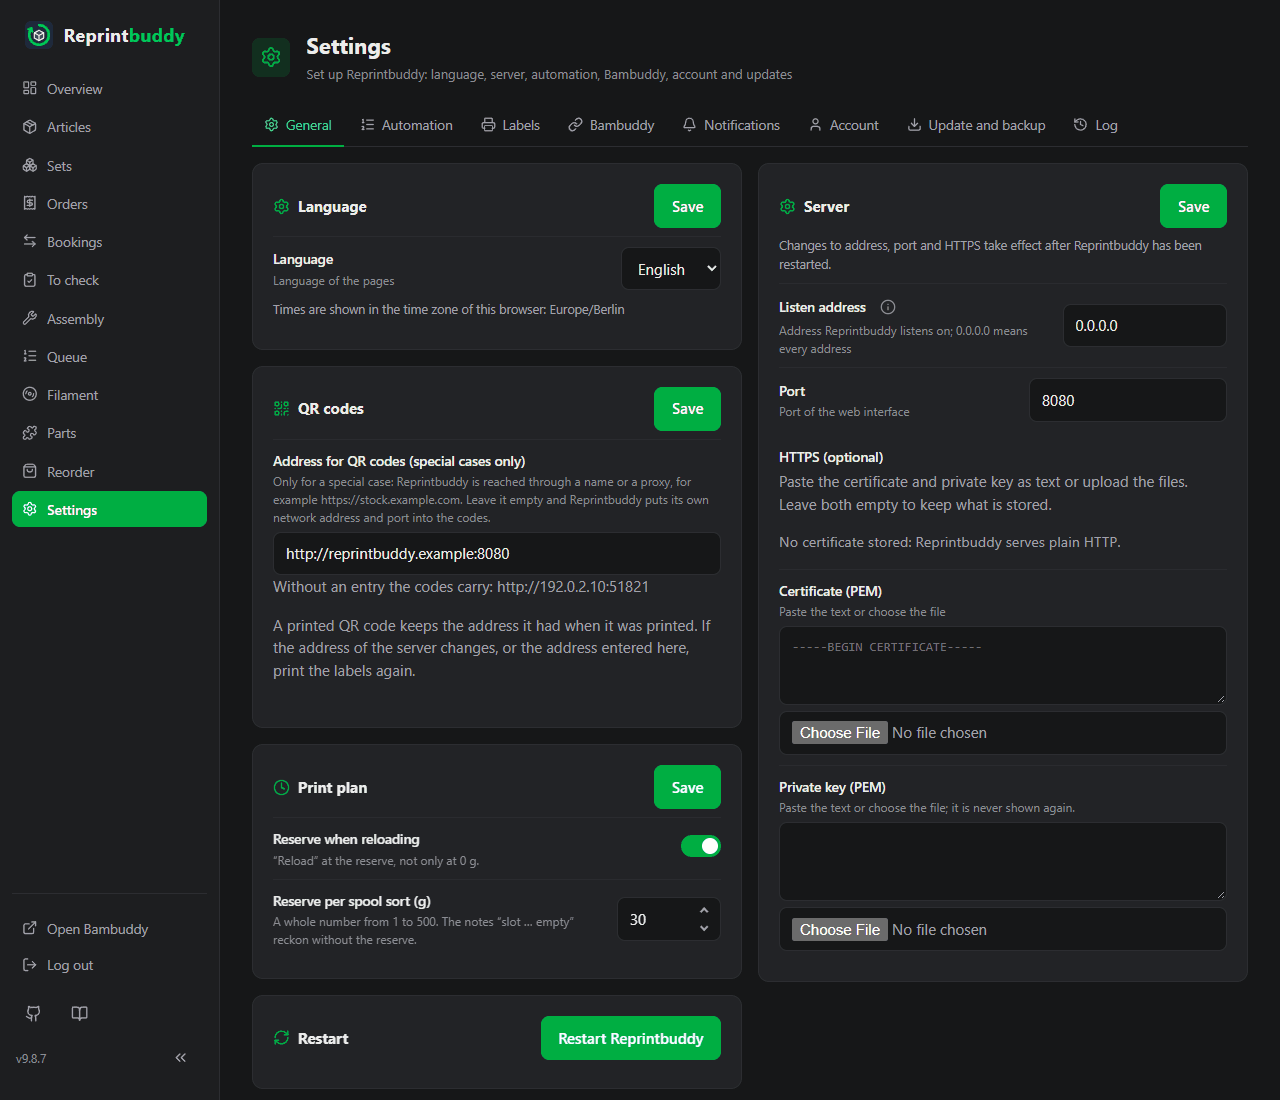 Reprintbuddy
Overview
Articles
Sets
Orders
Bookings
To check
Assembly
Queue
Filament
Parts
Reorder
Settings
Open Bambuddy
Log out
v9.8.7
Settings
Set up Reprintbuddy: language, server, automation, Bambuddy, account and updates
General
Automation
Labels
Bambuddy
Notifications
Account
Update and backup
Log
Language
Save
Language
Language of the pages
English
Times are shown in the time zone of this browser: Europe/Berlin
QR codes
Save
Address for QR codes (special cases only)
Only for a special case: Reprintbuddy is reached through a name or a proxy, for
example https://stock.example.com. Leave it empty and Reprintbuddy puts its own
network address and port into the codes.
http://reprintbuddy.example:8080
Without an entry the codes carry: http://192.0.2.10:51821
A printed QR code keeps the address it had when it was printed. If
the address of the server changes, or the address entered here,
print the labels again.
Print plan
Save
Reserve when reloading
“Reload” at the reserve, not only at 0 g.
Reserve per spool sort (g)
A whole number from 1 to 500. The notes “slot … empty”
reckon without the reserve.
30
Restart
Restart Reprintbuddy
Server
Save
Changes to address, port and HTTPS take effect after Reprintbuddy has been
restarted.
Listen address
Address Reprintbuddy listens on; 0.0.0.0 means
every address
0.0.0.0
Port
Port of the web interface
8080
HTTPS (optional)
Paste the certificate and private key as text or upload the files.
Leave both empty to keep what is stored.
No certificate stored: Reprintbuddy serves plain HTTP.
Certificate (PEM)
Paste the text or choose the file
-----BEGIN CERTIFICATE-----
Choose File No file chosen
Private key (PEM)
Paste the text or choose the file; it is never shown again.
Choose File No file chosen